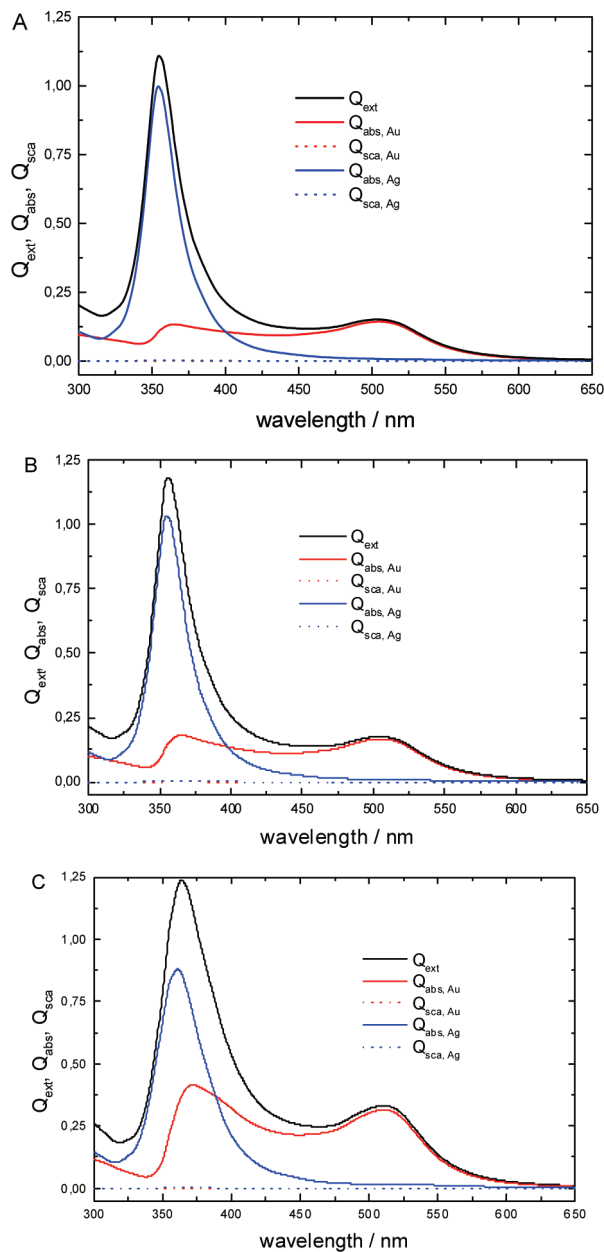 A
Q_ext, Q_abs, Q_sca
1,00
0,75
0,50
0,25
0,00
Q_ext
Q_abs, Au
Q_sca, Au
Q_abs, Ag
Q_sca, Ag
300 350 400 450 500 550 600 650
wavelength / nm
B
Q_ext, Q_abs, Q_sca
1,25
1,00
0,75
0,50
0,25
0,00
Q_ext
Q_abs, Au
Q_sca, Au
Q_abs, Ag
Q_sca, Ag
300 350 400 450 500 550 600 650
wavelength / nm
C
Q_ext, Q_abs, Q_sca
1,25
1,00
0,75
0,50
0,25
0,00
Q_ext
Q_abs, Au
Q_sca, Au
Q_abs, Ag
Q_sca, Ag
300 350 400 450 500 550 600 650
wavelength / nm